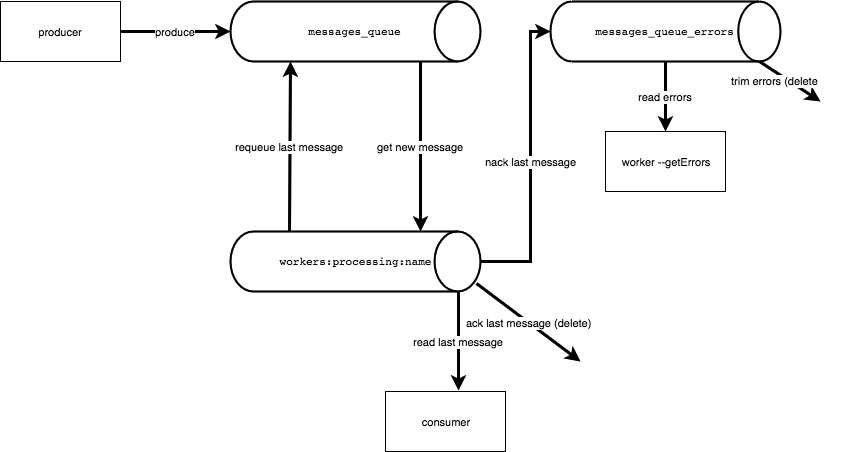 producer
produce
messages_queue
messages_queue_errors
trim errors (delete
read errors
requeue last message
get new message
nack last message
worker --getErrors
workers:processing:name
ack last message (delete)
read last message
consumer